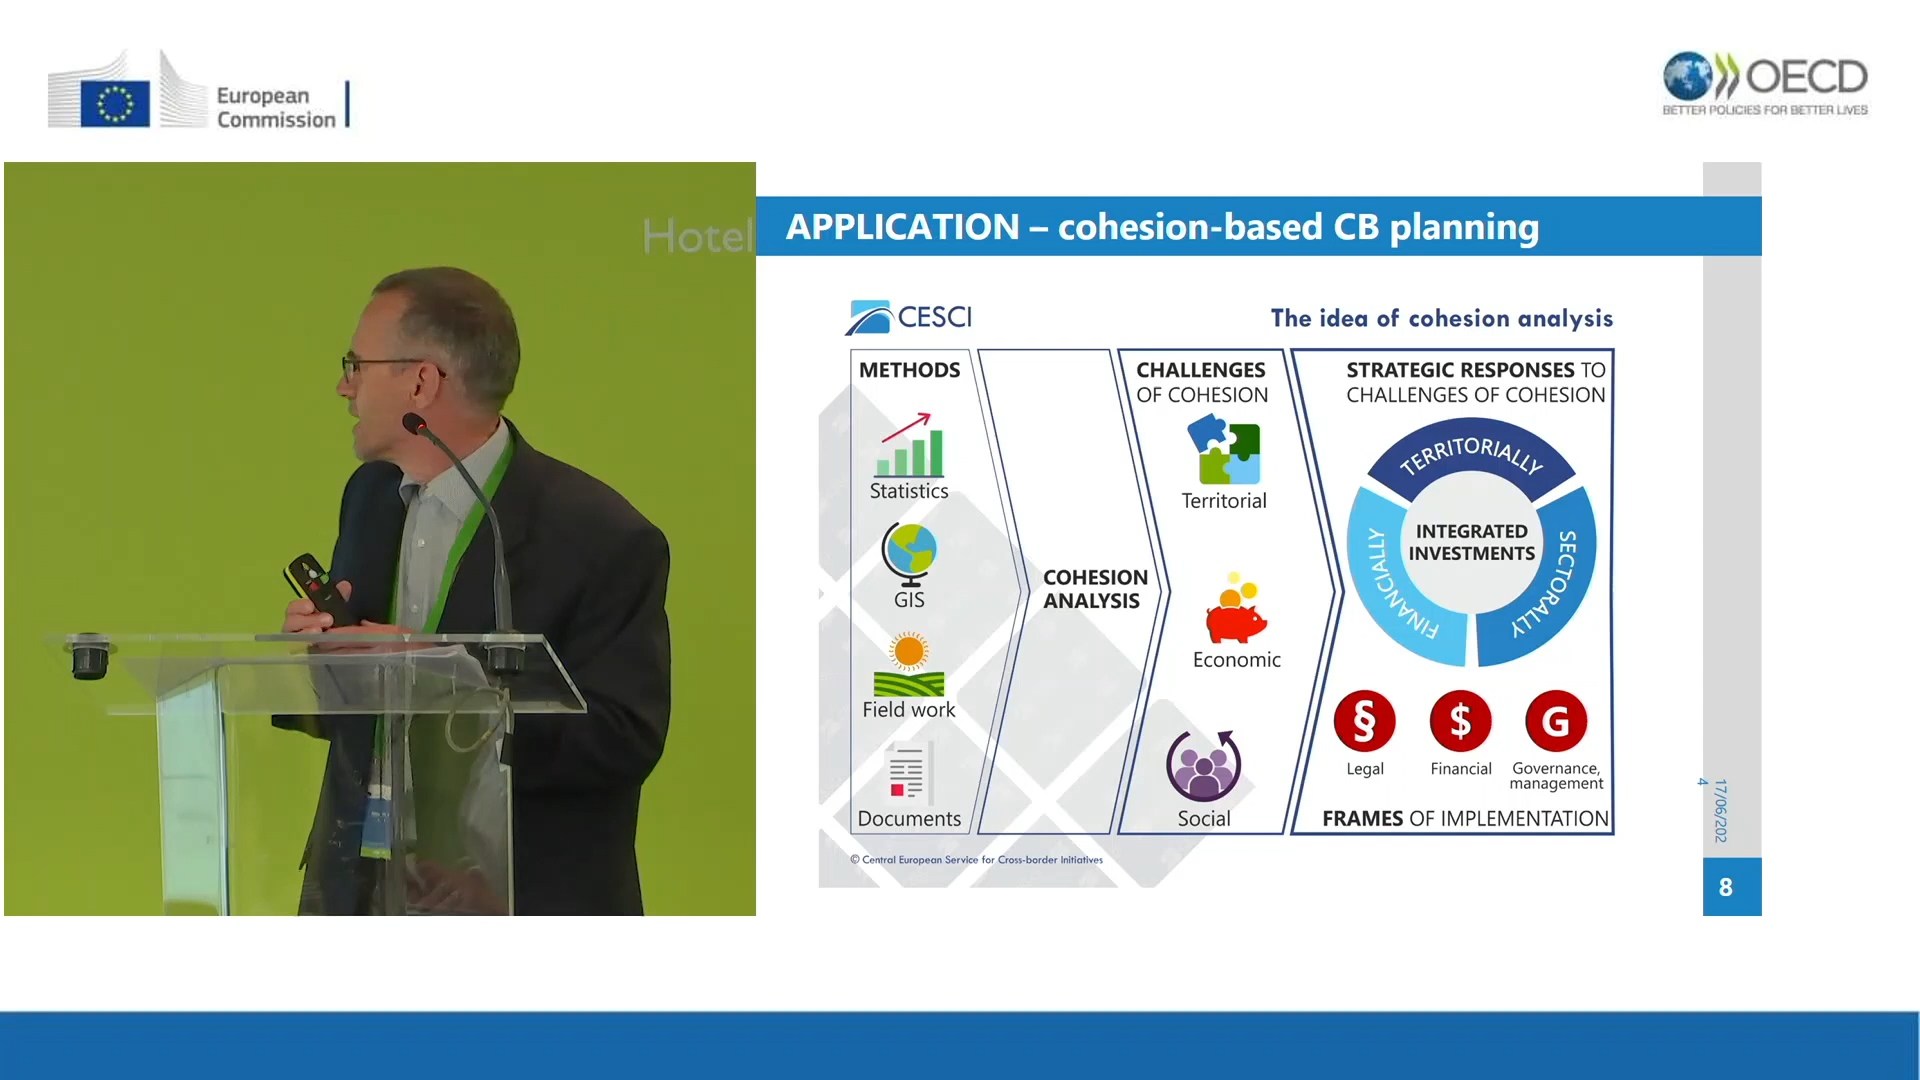 European
Commission
OECD
BETTER POLICIES FOR BETTER LIVES
Hotel
APPLICATION – cohesion-based CB planning
CESCI
The idea of cohesion analysis
METHODS
Statistics
GIS
Field work
Documents
COHESION
ANALYSIS
CHALLENGES
OF COHESION
Territorial
Economic
Social
STRATEGIC RESPONSES TO
CHALLENGES OF COHESION
TERRITORIALLY
SECTORALLY
FINANCIALLY
INTEGRATED
INVESTMENTS
§
$
G
Legal
Financial
Governance,
management
FRAMES OF IMPLEMENTATION
© Central European Service for Cross-border Initiatives
17/06/202
4
8